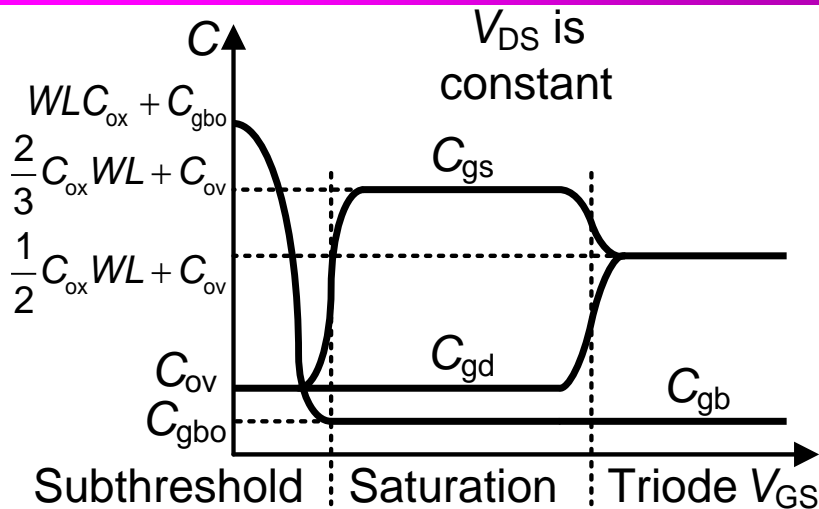 C
V_DS is
constant
WLC_ox + C_gbo
2/3 C_ox WL + C_ov
C_gs
1/2 C_ox WL + C_ov
C_gd
C_ov
C_gb
C_gbo
Subthreshold Saturation Triode V_GS